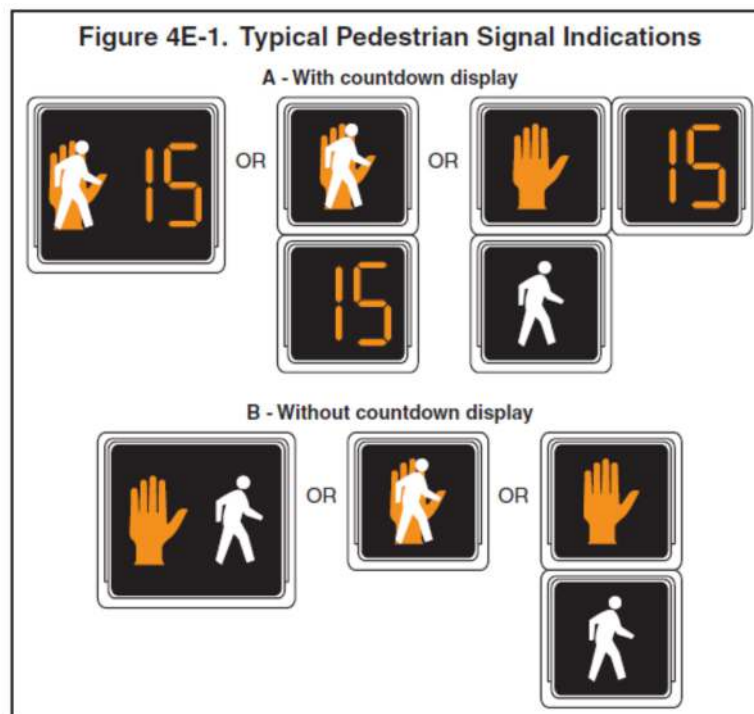 Figure 4E-1. Typical Pedestrian Signal Indications
A - With countdown display
15 OR OR 15
15
B - Without countdown display
OR OR